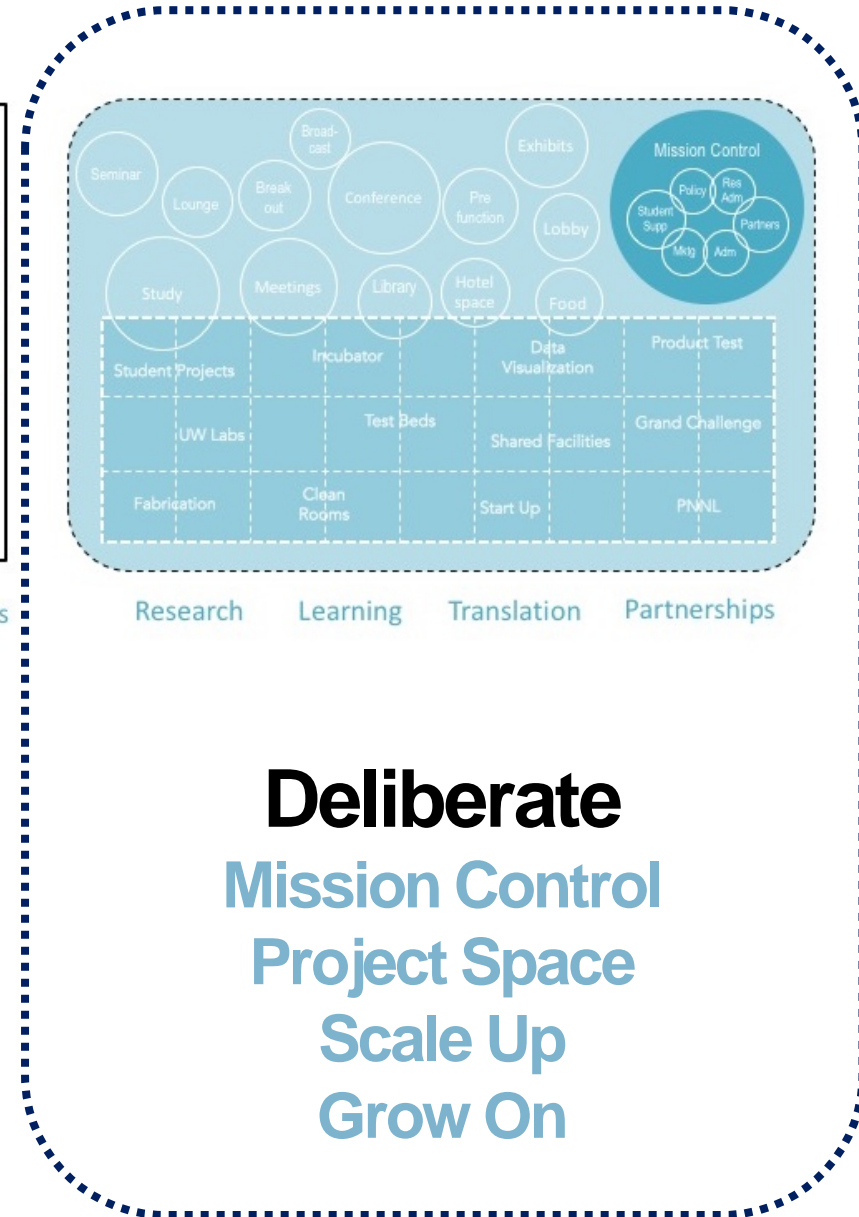 Broad-
cast
Exhibits
Seminar
Lounge
Break
out
Conference
Pre
function
Lobby
Mission Control
Policy
Res
Adm
Student
Supp
Partners
Mktg
Adm
Study
Meetings
Library
Hotel
space
Food
Student Projects
Incubator
Data
Visualization
Product Test
UW Labs
Test Beds
Shared Facilities
Grand Challenge
Fabrication
Clean
Rooms
Start Up
PNNL
s
Research Learning Translation Partnerships
Deliberate
Mission Control
Project Space
Scale Up
Grow On